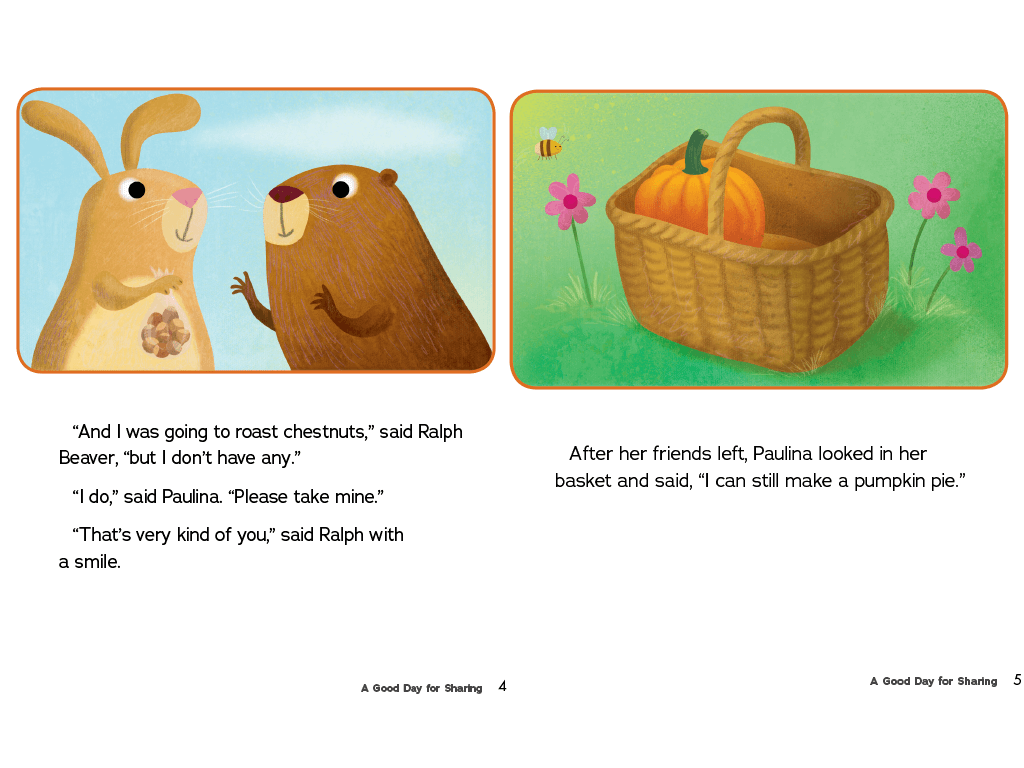 “And I was going to roast chestnuts,” said Ralph
Beaver, “but I don’t have any.”
“I do,” said Paulina. “Please take mine.”
“That’s very kind of you,” said Ralph with
a smile.
A Good Day for Sharing 4
After her friends left, Paulina looked in her
basket and said, “I can still make a pumpkin pie.”
A Good Day for Sharing 5